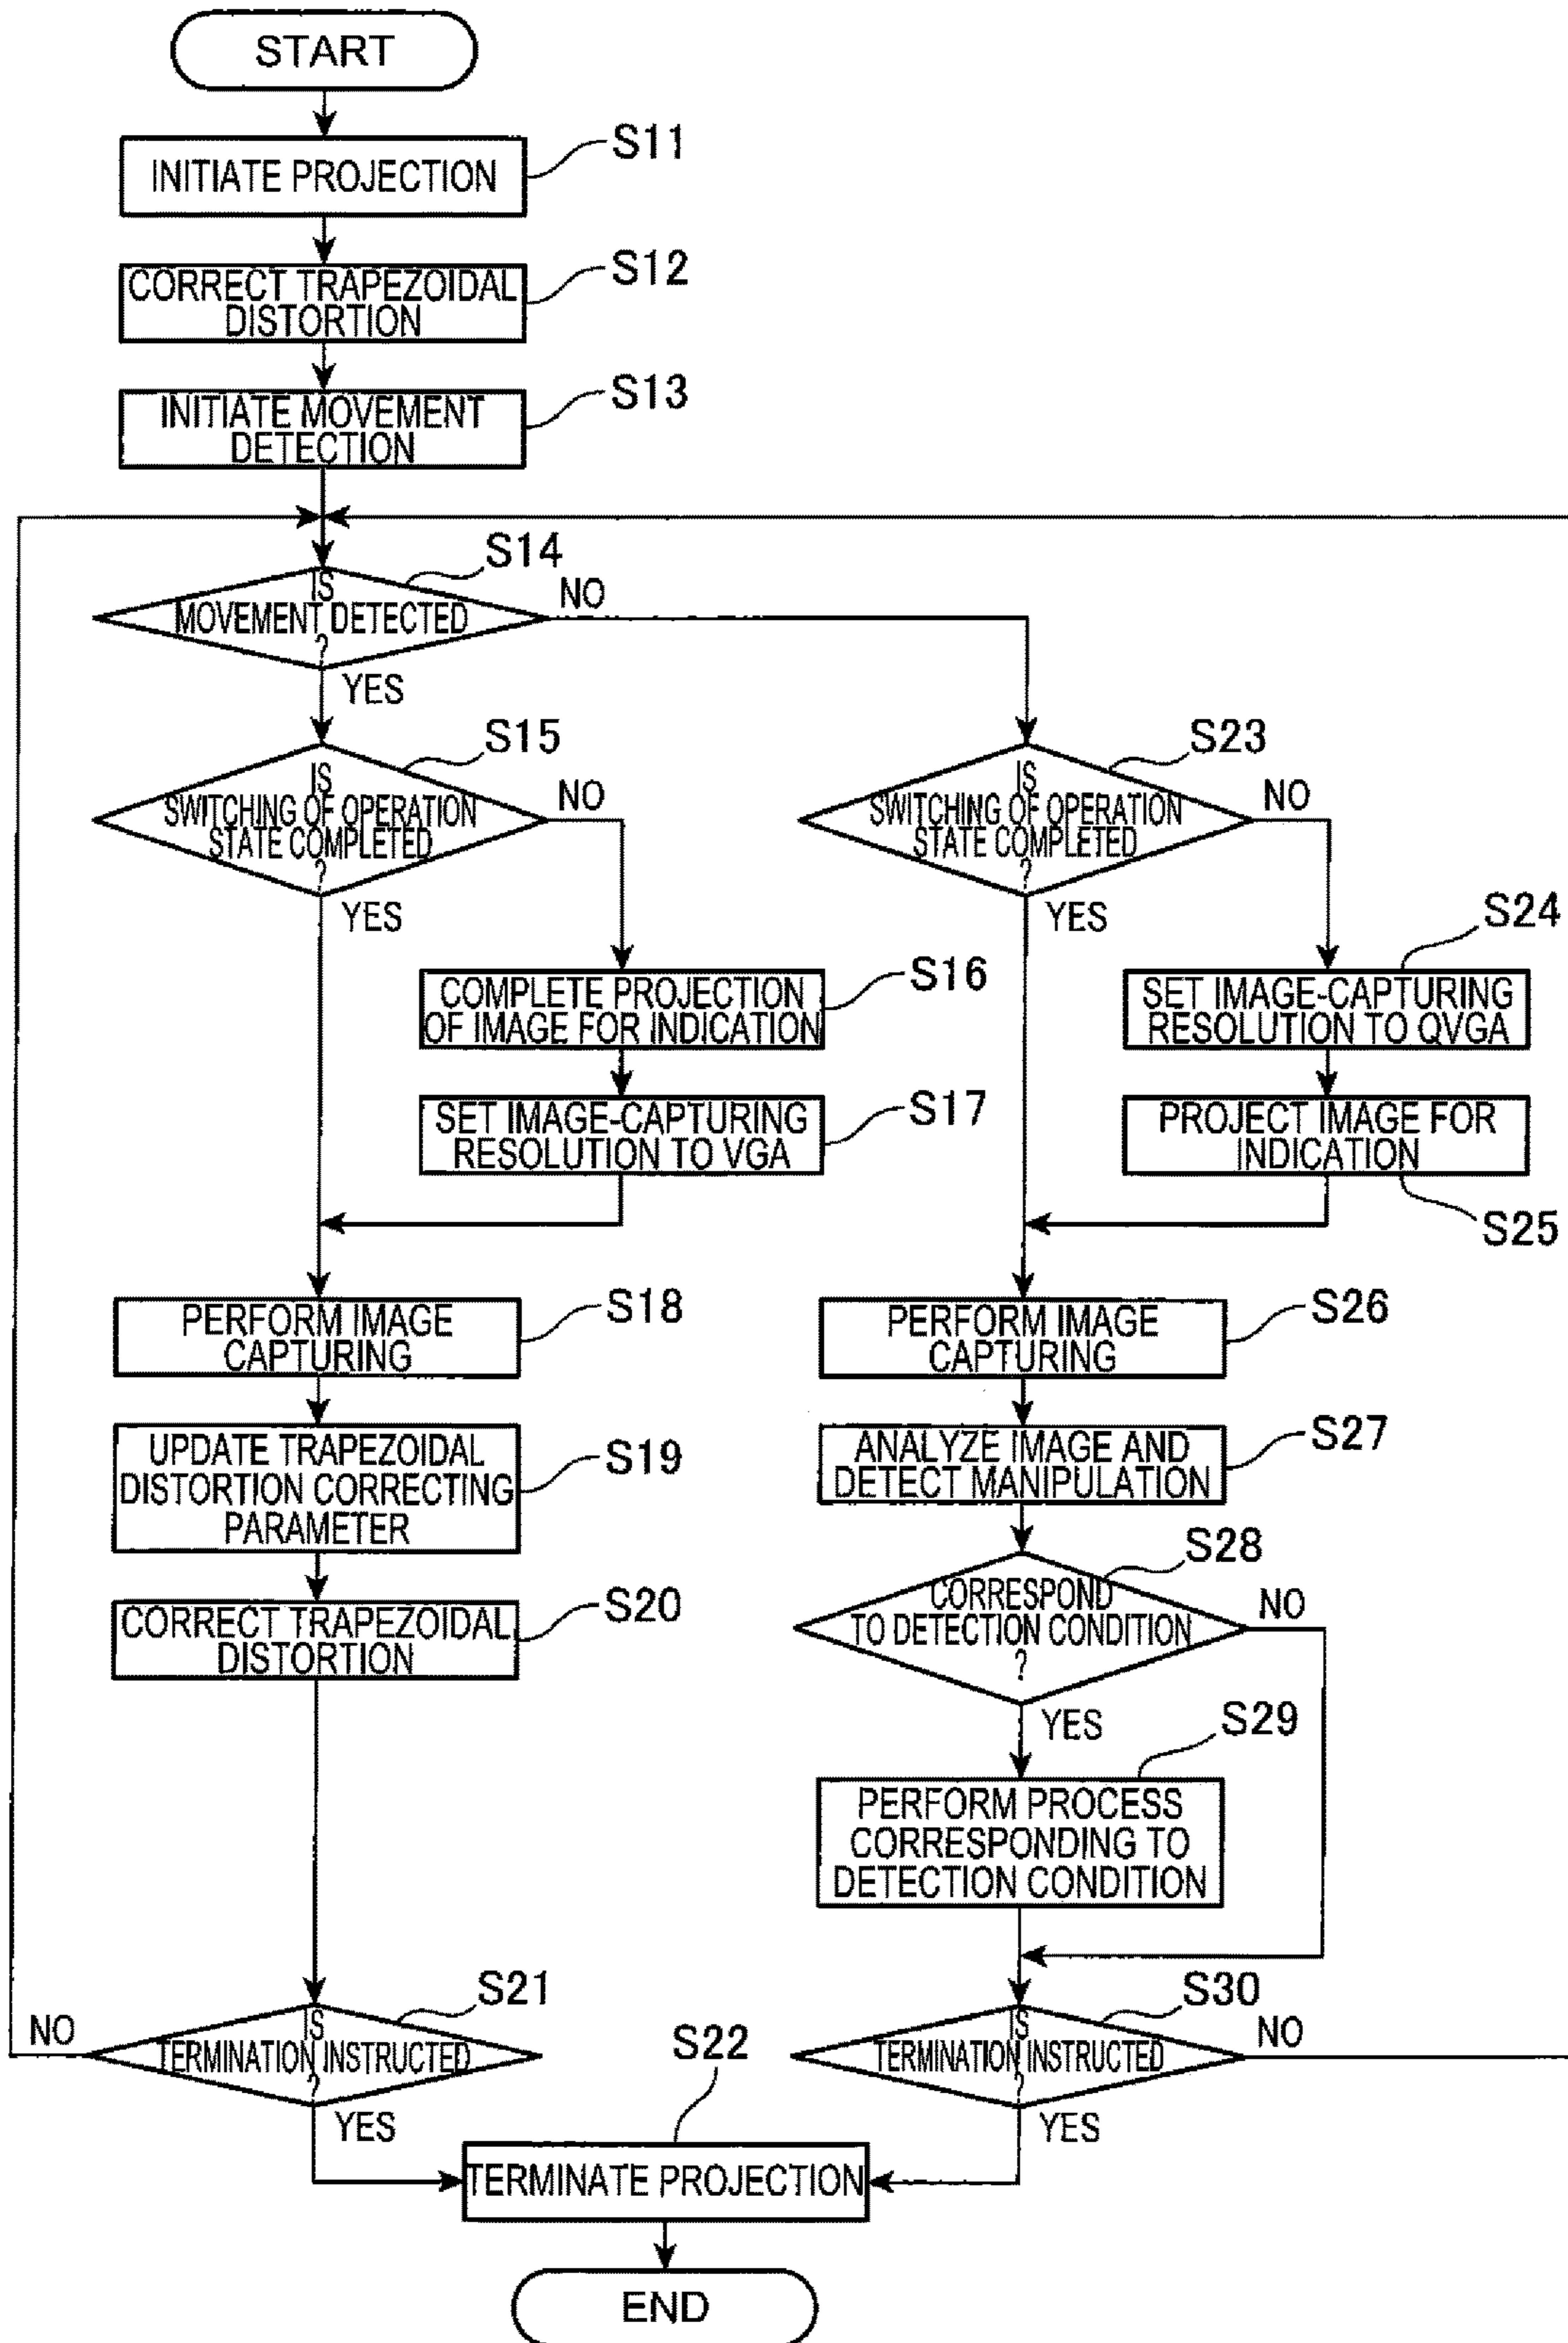 START
INITIATE PROJECTION
S11
CORRECT TRAPEZOIDAL
DISTORTION
S12
INITIATE MOVEMENT
DETECTION
S13
S14
IS
MOVEMENT DETECTED
?
NO
YES
S15
IS
SWITCHING OF OPERATION
STATE COMPLETED
?
NO
YES
S23
IS
SWITCHING OF OPERATION
STATE COMPLETED
?
NO
YES
COMPLETE PROJECTION
OF IMAGE FOR INDICATION
S16
SET IMAGE-CAPTURING
RESOLUTION TO VGA
S17
S24
SET IMAGE-CAPTURING
RESOLUTION TO QVGA
PROJECT IMAGE FOR
INDICATION
S25
PERFORM IMAGE
CAPTURING
S18
UPDATE TRAPEZOIDAL
DISTORTION CORRECTING
PARAMETER
S19
CORRECT TRAPEZOIDAL
DISTORTION
S20
PERFORM IMAGE
CAPTURING
S26
ANALYZE IMAGE AND
DETECT MANIPULATION
S27
S28
CORRESPOND
TO DETECTION CONDITION
?
NO
YES
S29
PERFORM PROCESS
CORRESPONDING TO
DETECTION CONDITION
S21
IS
TERMINATION INSTRUCTED
?
NO
YES
S30
IS
TERMINATION INSTRUCTED
?
NO
YES
S22
TERMINATE PROJECTION
END